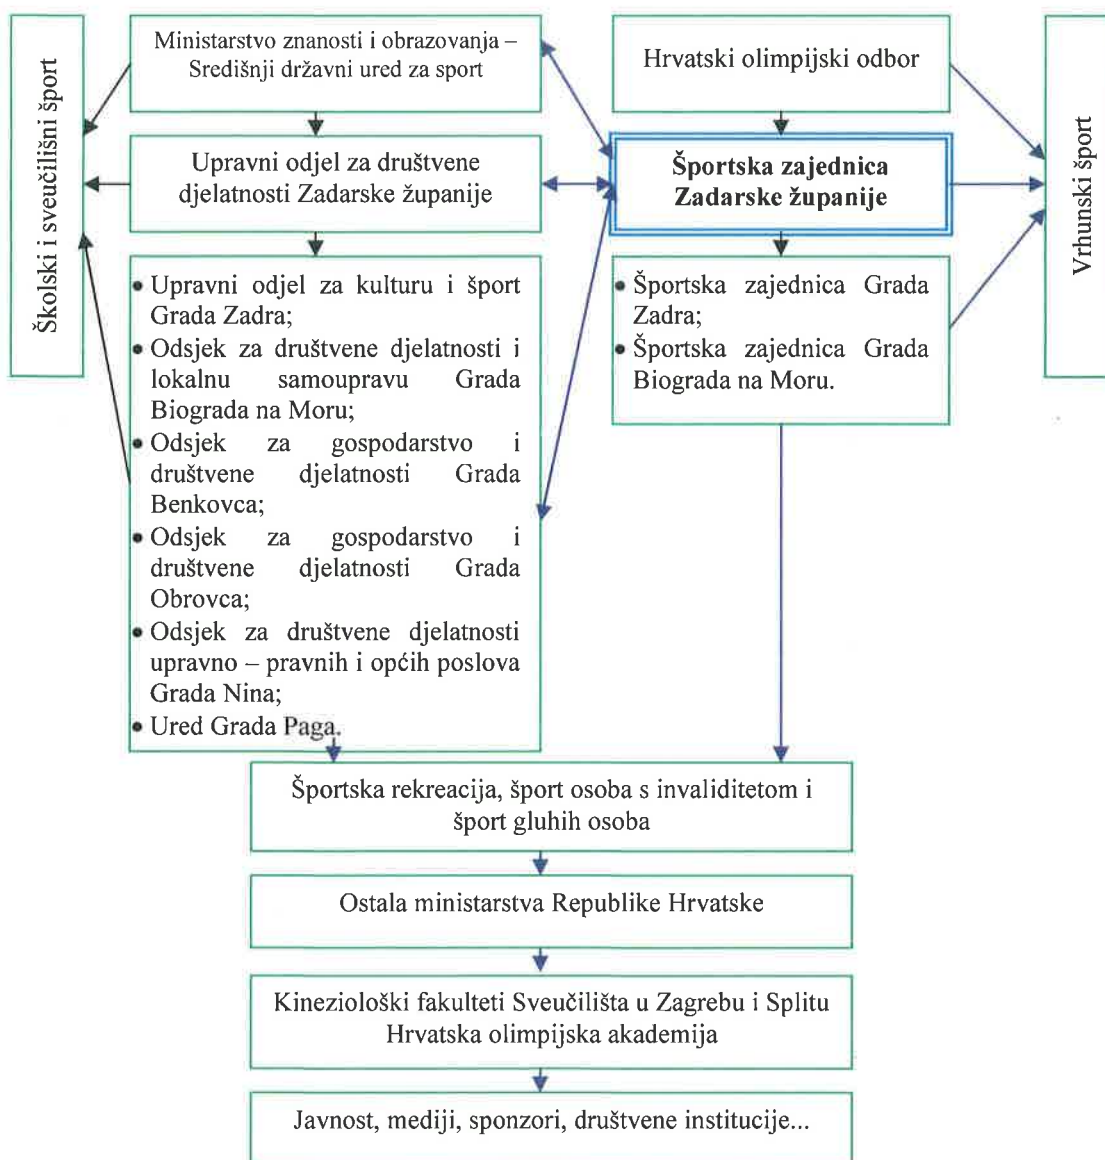 Školski i sveučilišni šport
Ministarstvo znanosti i obrazovanja –
Središnji državni ured za sport
Hrvatski olimpijski odbor
Vrhunski šport
Upravni odjel za društvene
djelatnosti Zadarske županije
Športska zajednica
Zadarske županije
• Upravni odjel za kulturu i šport
Grada Zadra;
• Odsjek za društvene djelatnosti i
lokalnu samoupravu Grada
Biograda na Moru;
• Odsjek za gospodarstvo i
društvene djelatnosti Grada
Benkovca;
• Odsjek za gospodarstvo i
društvene djelatnosti Grada
Obrovca;
• Odsjek za društvene djelatnosti
upravno – pravnih i općih poslova
Grada Nina;
• Ured Grada Paga.
• Športska zajednica Grada
Zadra;
• Športska zajednica Grada
Biograda na Moru.
Športska rekreacija, šport osoba s invaliditetom i
šport gluhih osoba
Ostala ministarstva Republike Hrvatske
Kineziološki fakulteti Sveučilišta u Zagrebu i Splitu
Hrvatska olimpijska akademija
Javnost, mediji, sponzori, društvene institucije...